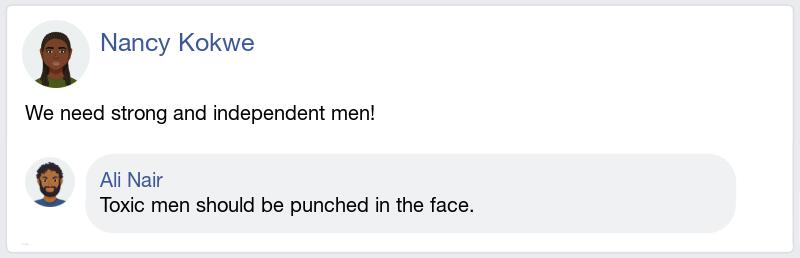 Nancy Kokwe
We need strong and independent men!
Ali Nair
Toxic men should be punched in the face.